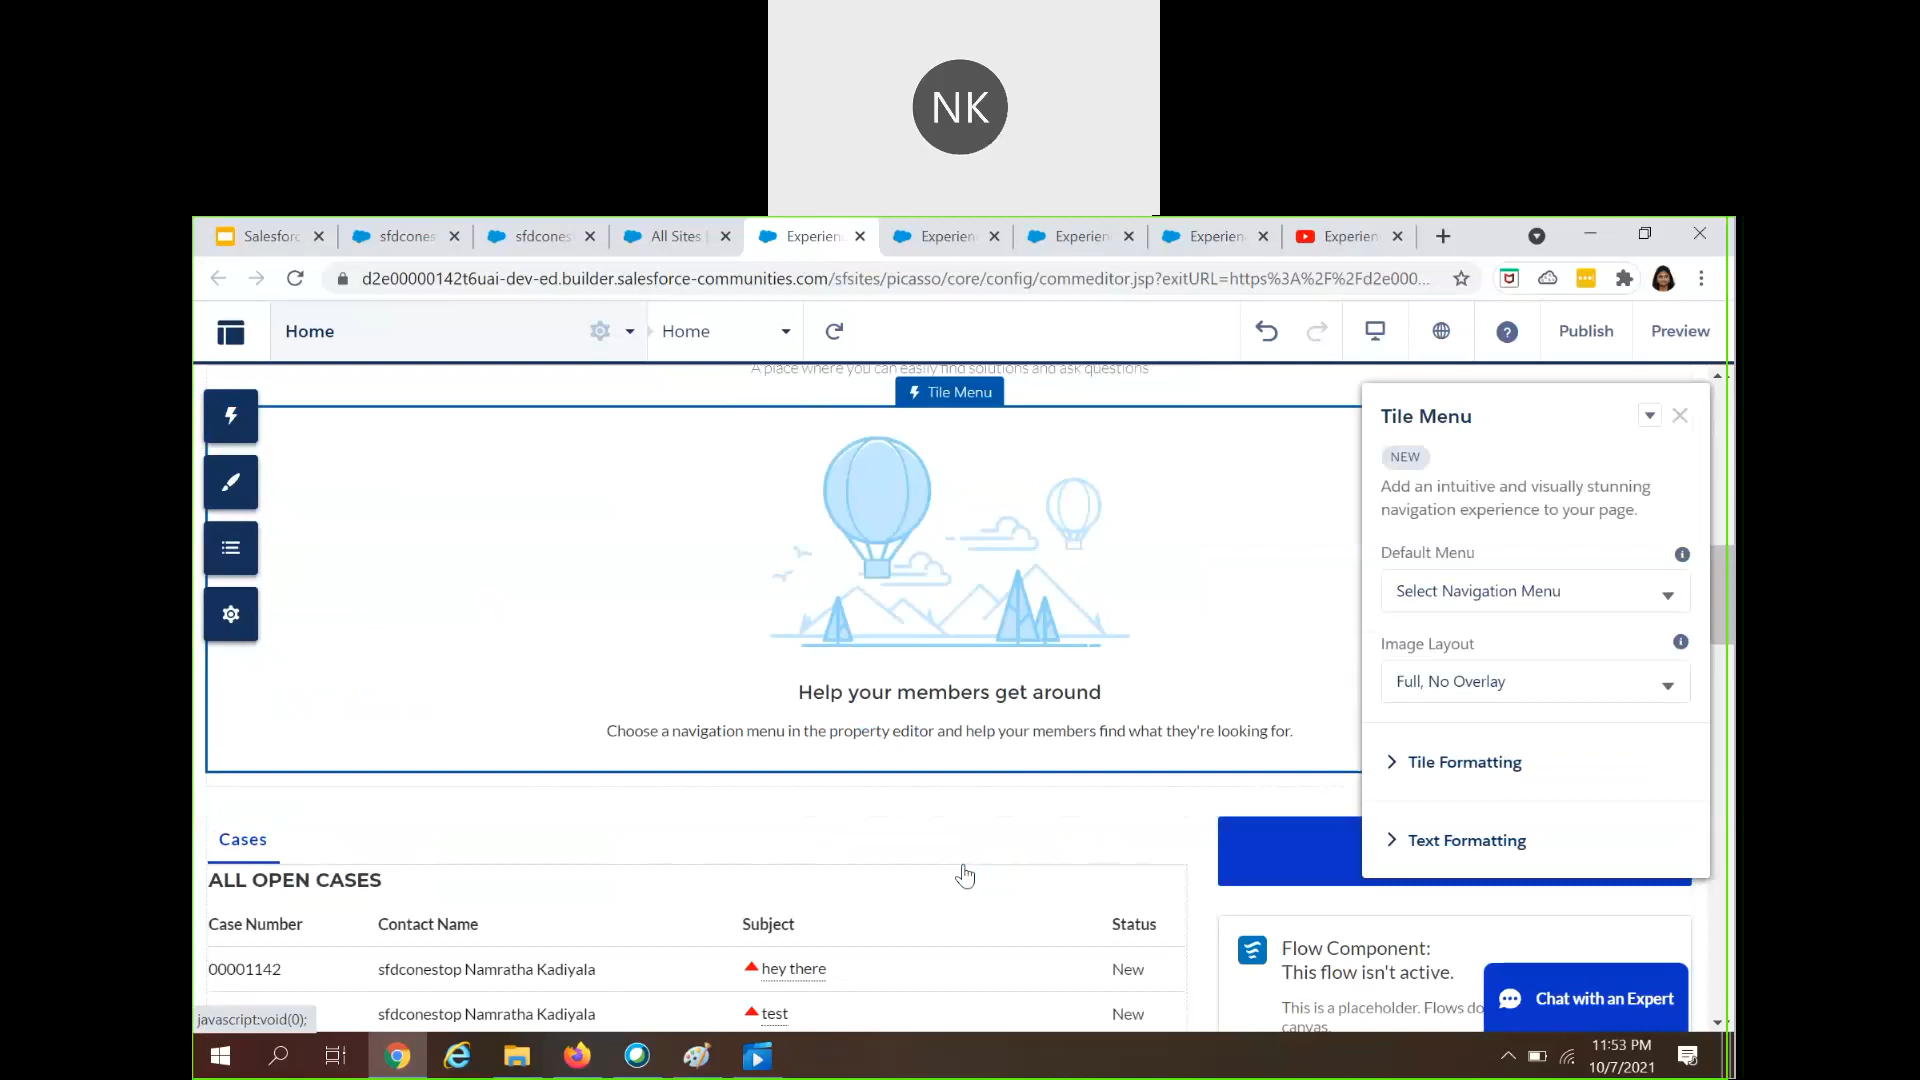 NK
Salesforc
sfdcones
sfdcones
All Sites |
Experien
Experien
Experien
Experien
Experien
d2e00000142t6uai-dev-ed.builder.salesforce-communities.com/sfsites/picasso/core/config/commeditor.jsp?exitURL=https%3A%2F%2Fd2e000...
Home
Home
Publish
Preview
A place where you can easily find solutions and ask questions
Tile Menu
Help your members get around
Choose a navigation menu in the property editor and help your members find what they're looking for.
Tile Menu
NEW
Add an intuitive and visually stunning
navigation experience to your page.
Default Menu
Select Navigation Menu
Image Layout
Full, No Overlay
Tile Formatting
Text Formatting
Cases
ALL OPEN CASES
Case Number Contact Name Subject Status
00001142 sfdconestop Namratha Kadiyala hey there New
sfdconestop Namratha Kadiyala test New
Flow Component:
This flow isn't active.
This is a placeholder. Flows do
canvas.
Chat with an Expert
javascript:void(0);
11:53 PM
10/7/2021